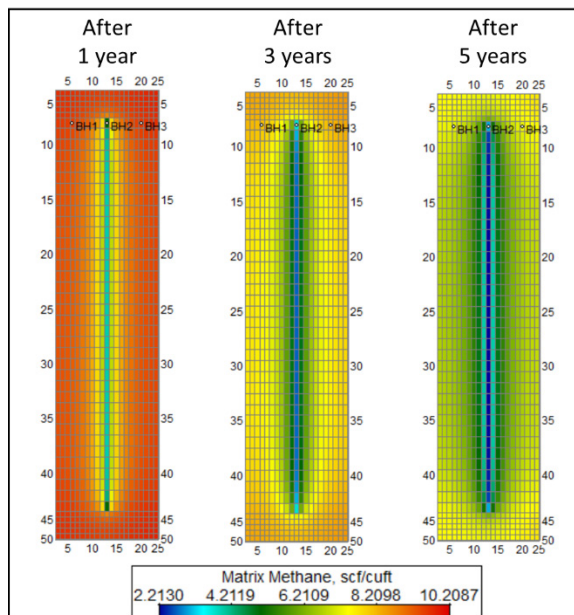 After
1 year
After
3 years
After
5 years
5 10 15 20 25
5 10 15 20 25
5 10 15 20 25
5 5 5 5 5 5
BH1 BH2 BH3
BH1 BH2 BH3
BH1 BH2 BH3
10 10 10 10 10 10
15 15 15 15 15 15
20 20 20 20 20 20
25 25 25 25 25 25
30 30 30 30 30 30
35 35 35 35 35 35
40 40 40 40 40 40
45 45 45 45 45 45
50 50 50 50 50 50
5 10 15 20 25
5 10 15 20 25
5 10 15 20 25
Matrix Methane, scf/cuft
2.2130 4.2119 6.2109 8.2098 10.2087